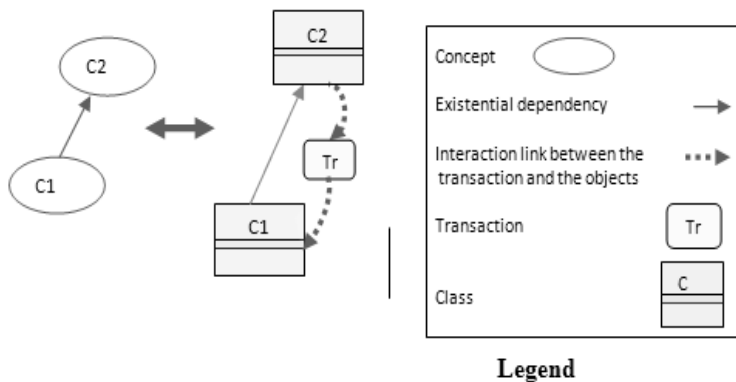 C2
C1
C2
Tr
C1
Concept
Existential dependency
Interaction link between the
transaction and the objects
Transaction
Tr
Class
C
Legend